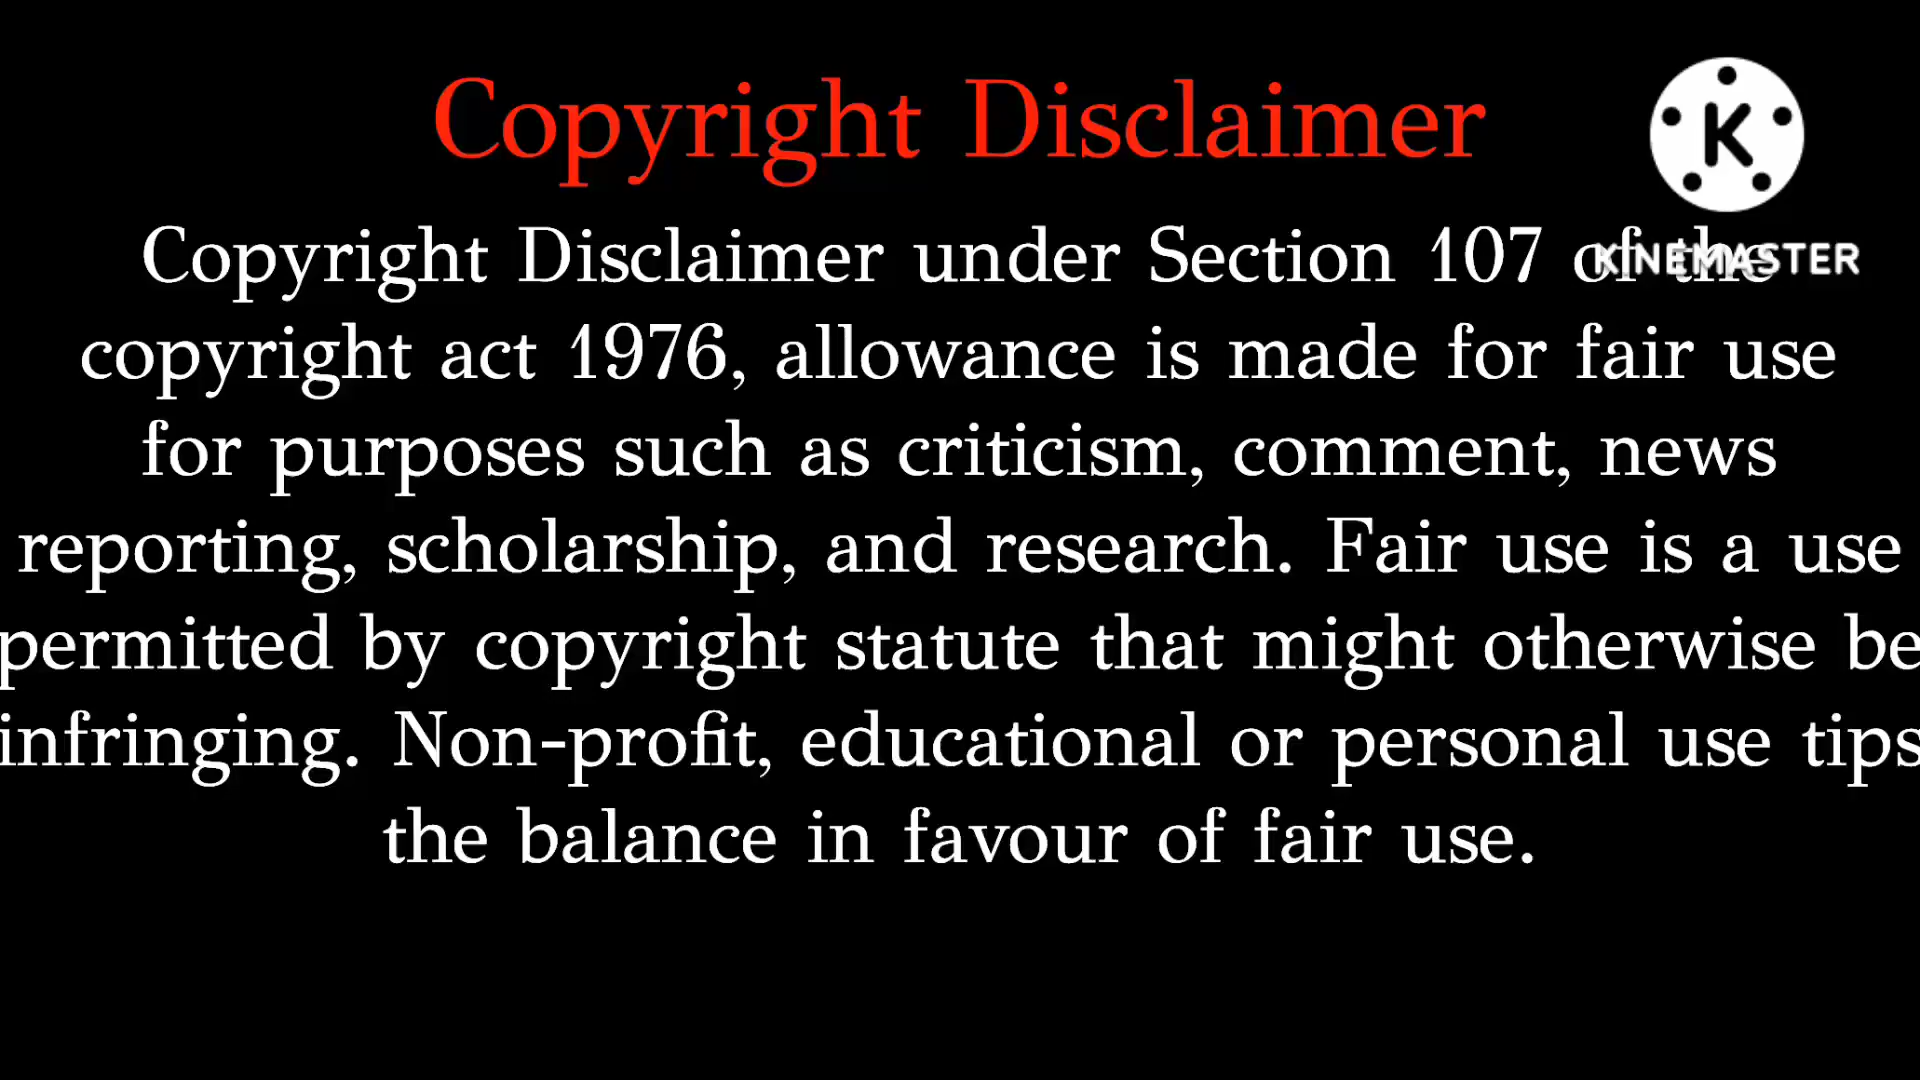 Copyright Disclaimer
K
KINEMASTER
Copyright Disclaimer under Section 107 of the
copyright act 1976, allowance is made for fair use
for purposes such as criticism, comment, news
reporting, scholarship, and research. Fair use is a use
permitted by copyright statute that might otherwise be
infringing. Non-profit, educational or personal use tips
the balance in favour of fair use.